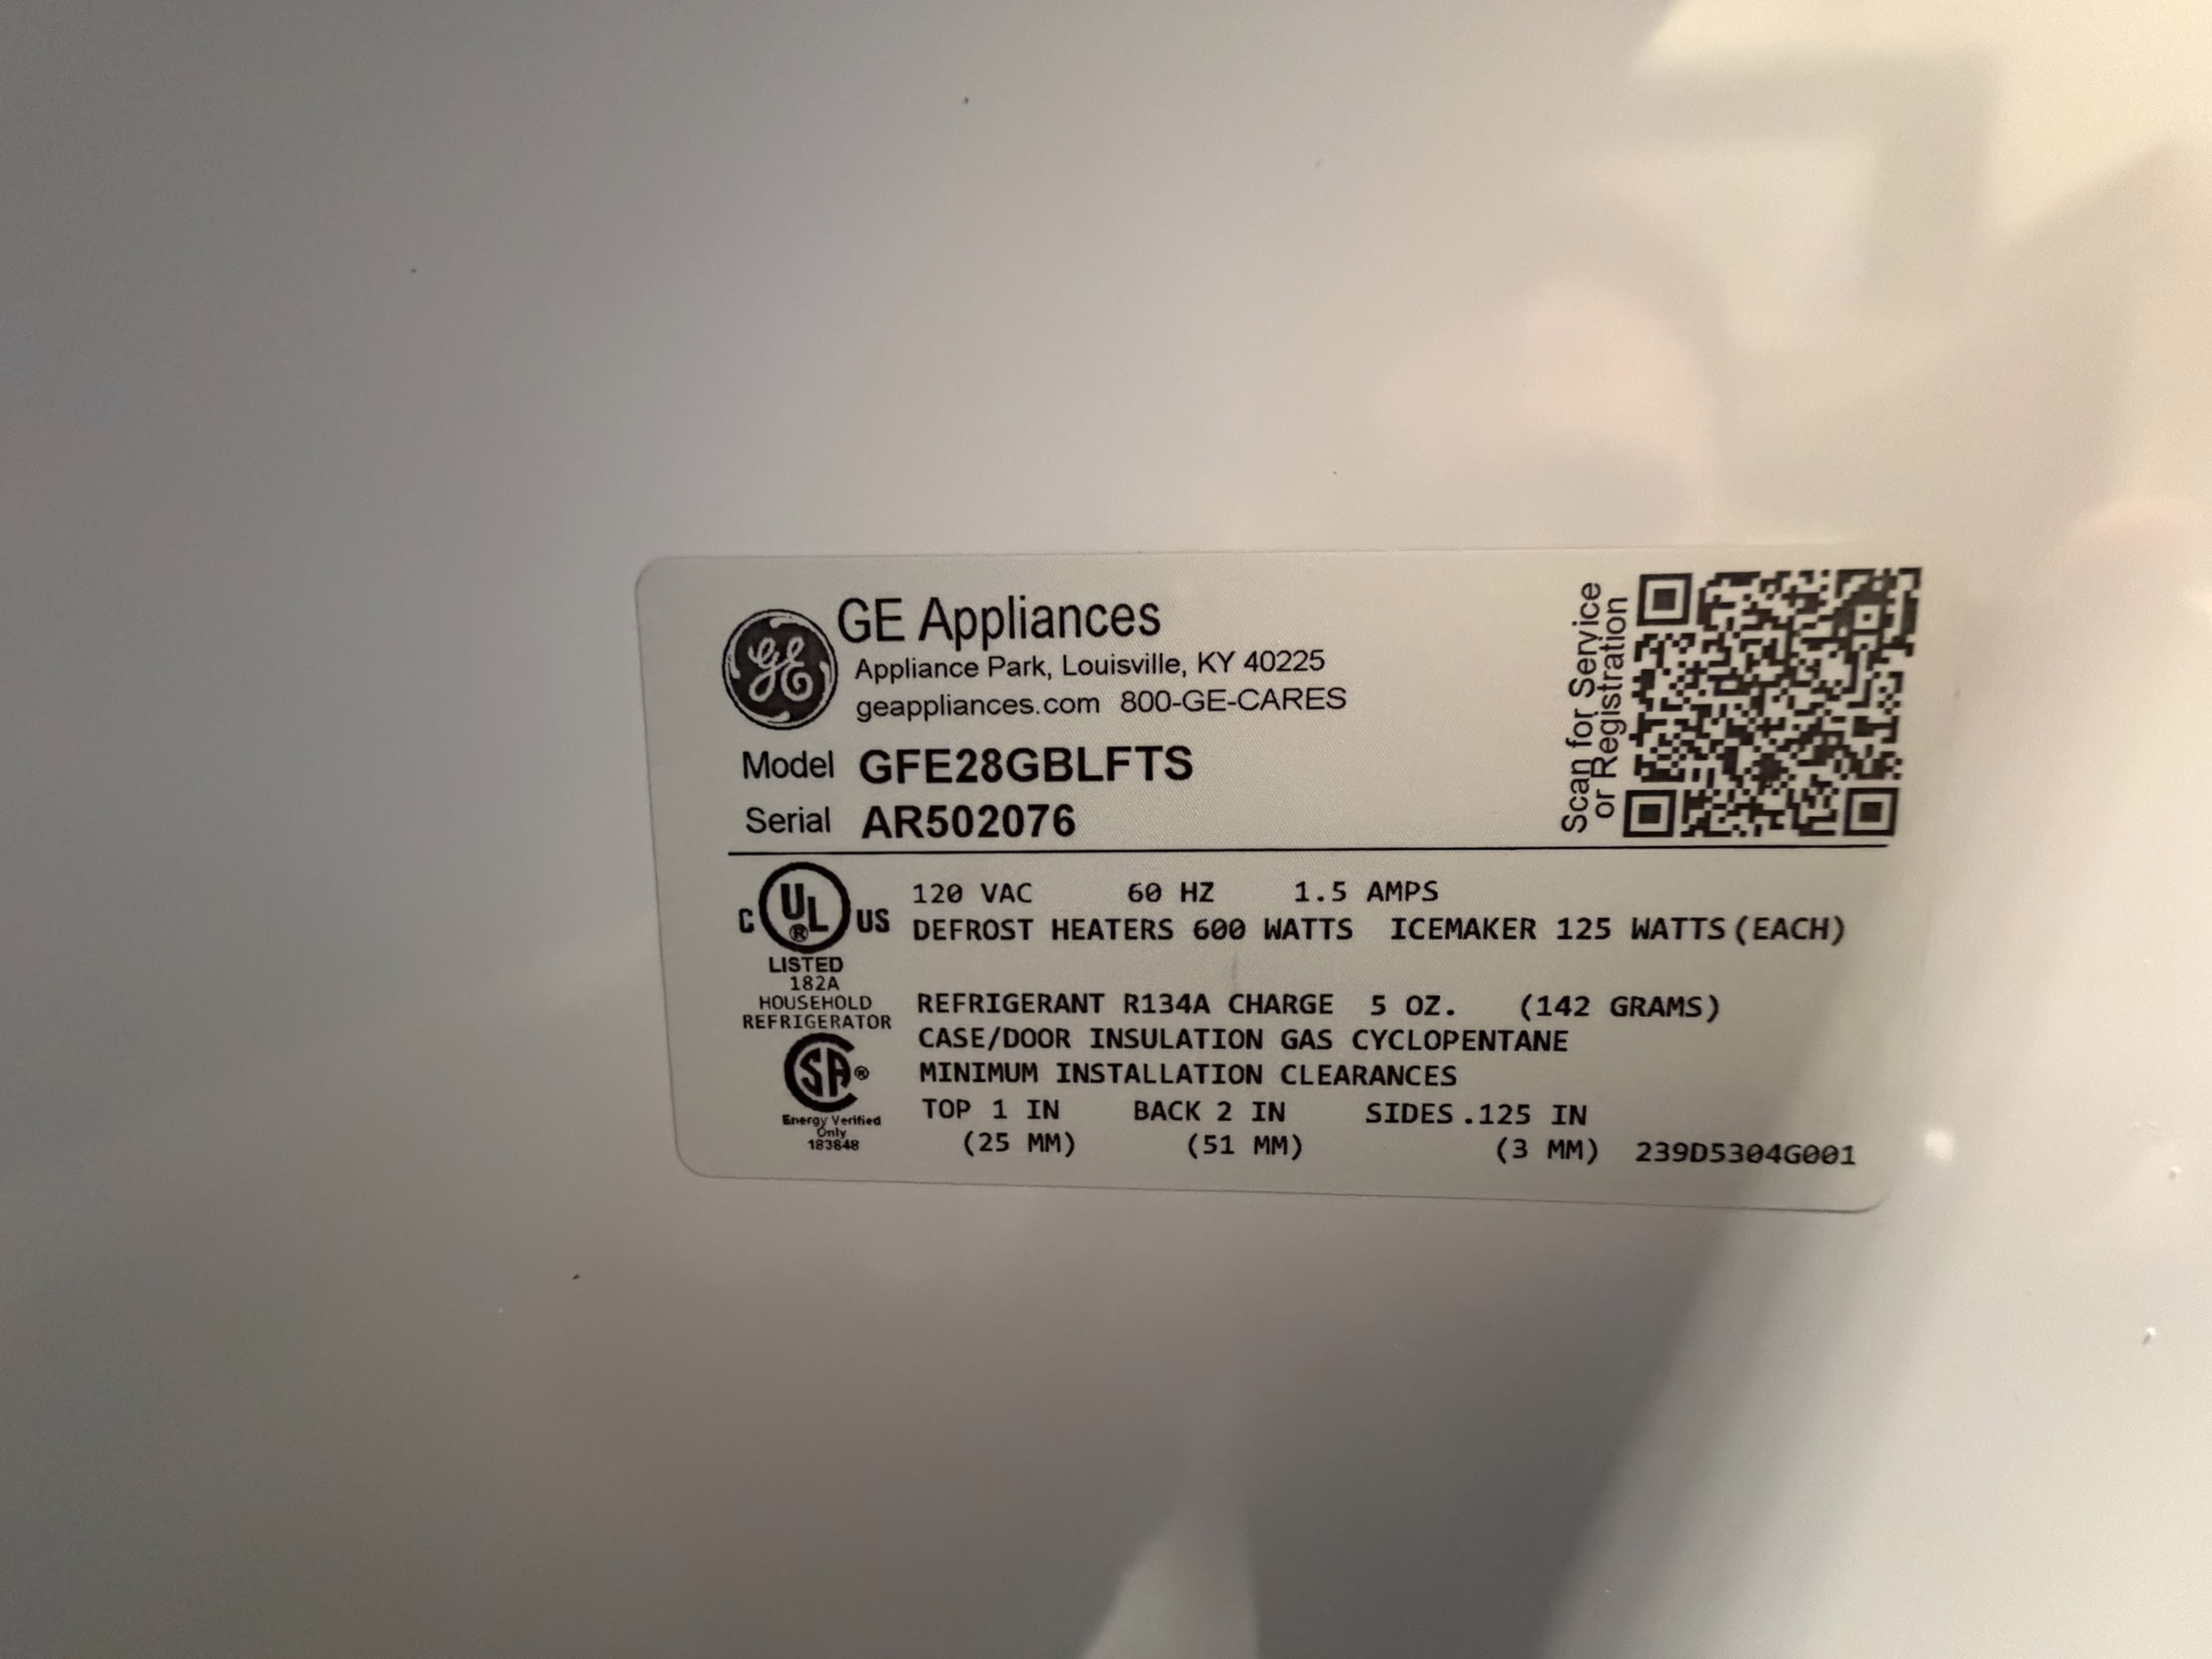 GE
GE Appliances
Appliance Park, Louisville, KY 40225
geappliances.com 800-GE-CARES
Scan for Service
or Registration
Model GFE28GBLFTS
Serial AR502076
C UL® US
LISTED
182A
HOUSEHOLD
REFRIGERATOR
120 VAC 60 HZ 1.5 AMPS
DEFROST HEATERS 600 WATTS ICEMAKER 125 WATTS (EACH)
REFRIGERANT R134A CHARGE 5 OZ. (142 GRAMS)
CASE/DOOR INSULATION GAS CYCLOPENTANE
MINIMUM INSTALLATION CLEARANCES
TOP 1 IN BACK 2 IN SIDES .125 IN
(25 MM) (51 MM) (3 MM) 239D5304G001
SA®
Energy Verified
Only
183848